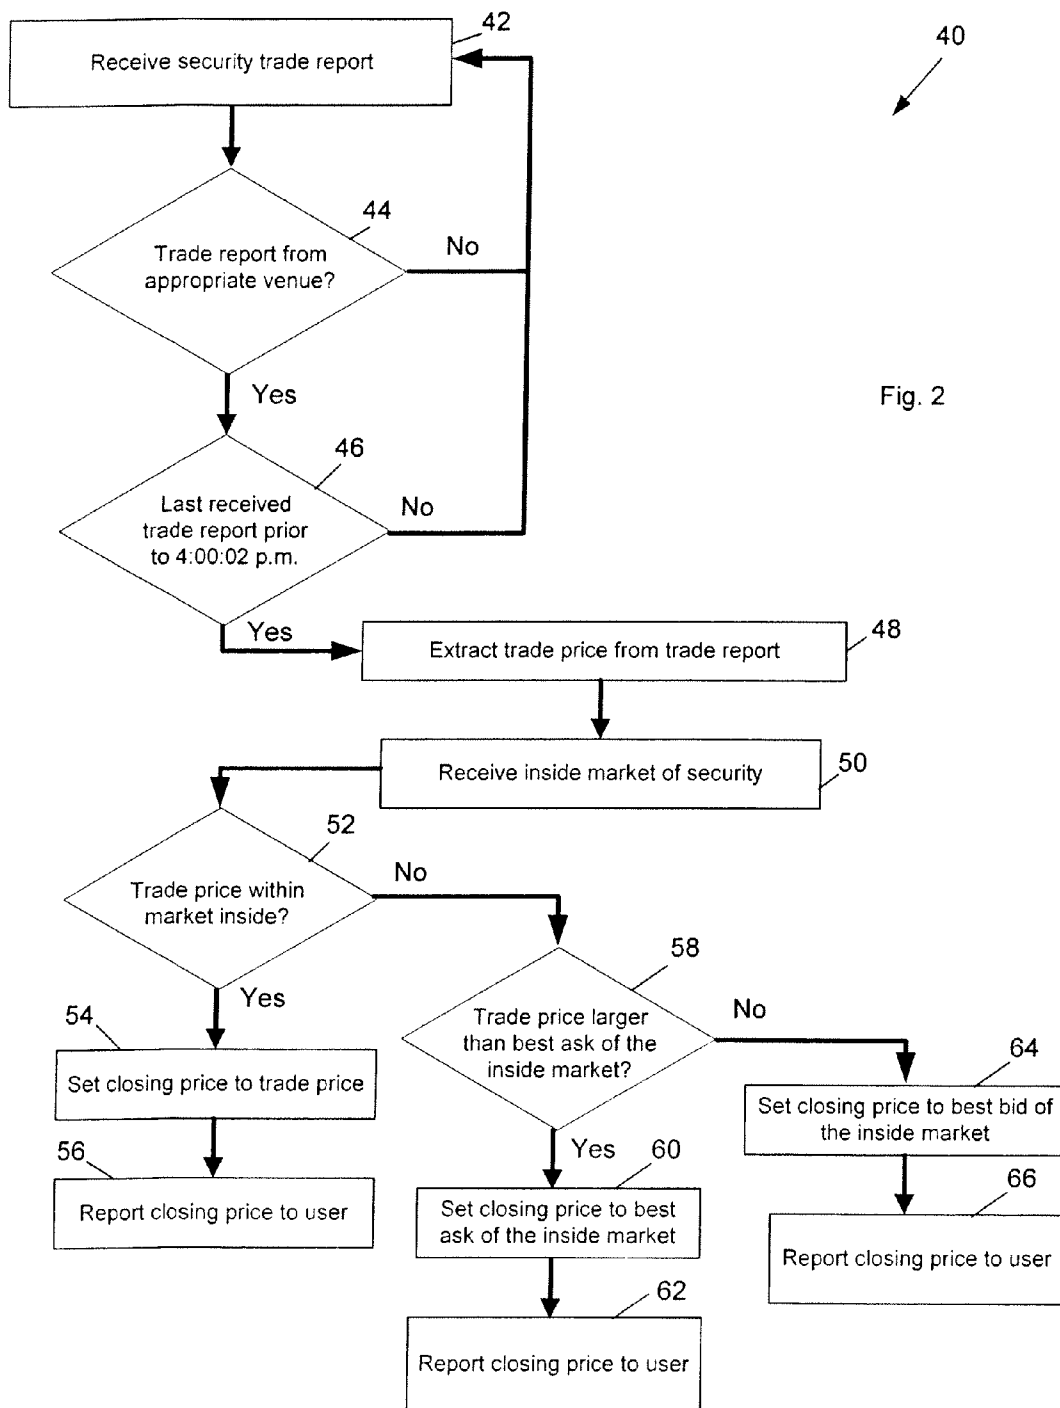 42
Receive security trade report
40
44
Trade report from
appropriate venue?
No
Yes
Fig. 2
46
Last received
trade report prior
to 4:00:02 p.m.
No
Yes
48
Extract trade price from trade report
50
Receive inside market of security
52
Trade price within
market inside?
No
Yes
58
Trade price larger
than best ask of the
inside market?
No
Yes
54
Set closing price to trade price
56
Report closing price to user
60
Set closing price to best
ask of the inside market
62
Report closing price to user
64
Set closing price to best bid of
the inside market
66
Report closing price to user